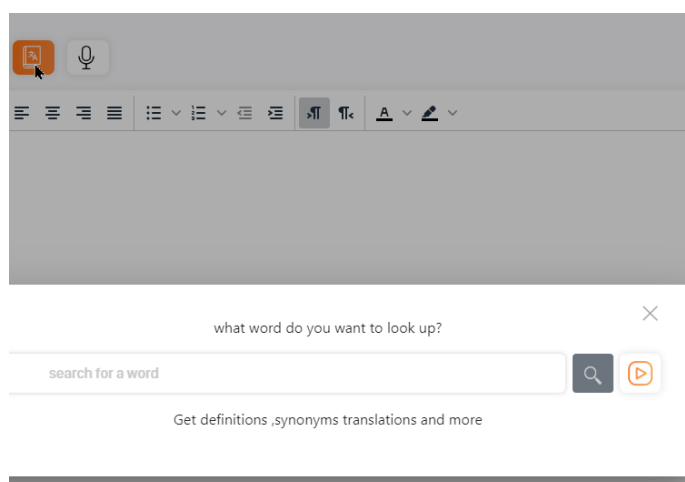 what word do you want to look up?
search for a word
Get definitions ,synonyms translations and more